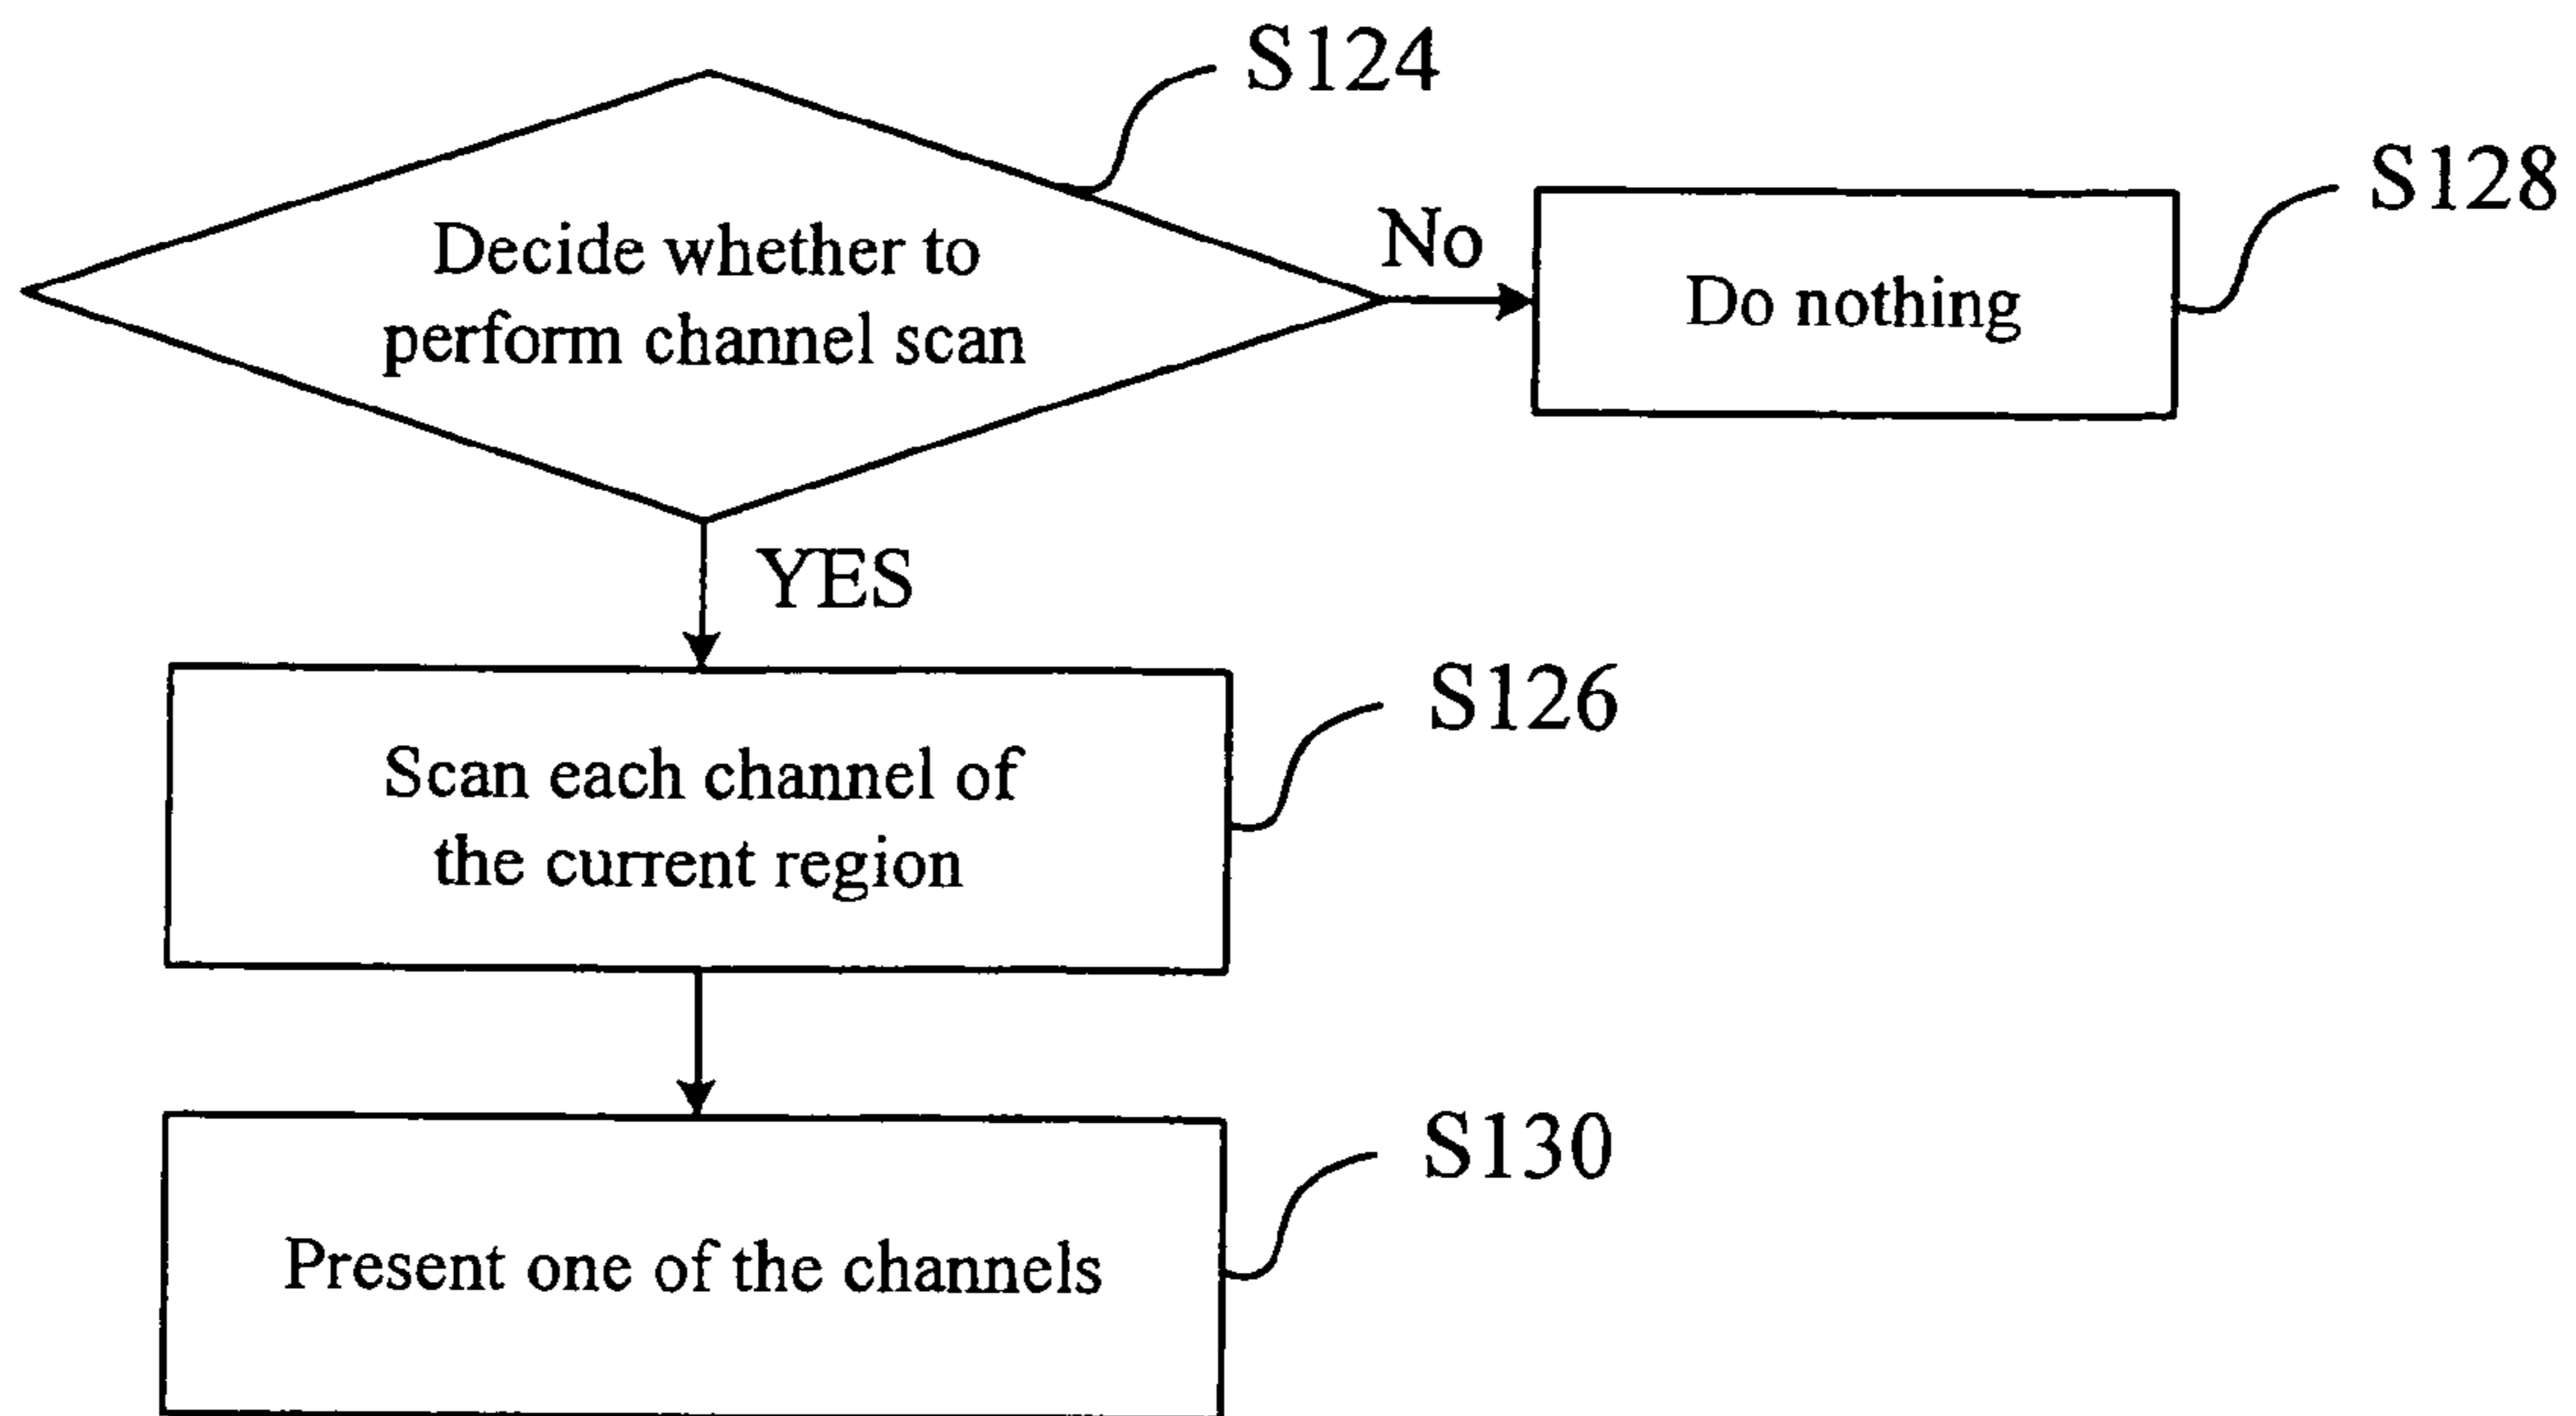 S124
Decide whether to
perform channel scan
No
Do nothing
S128
YES
Scan each channel of
the current region
S126
Present one of the channels
S130